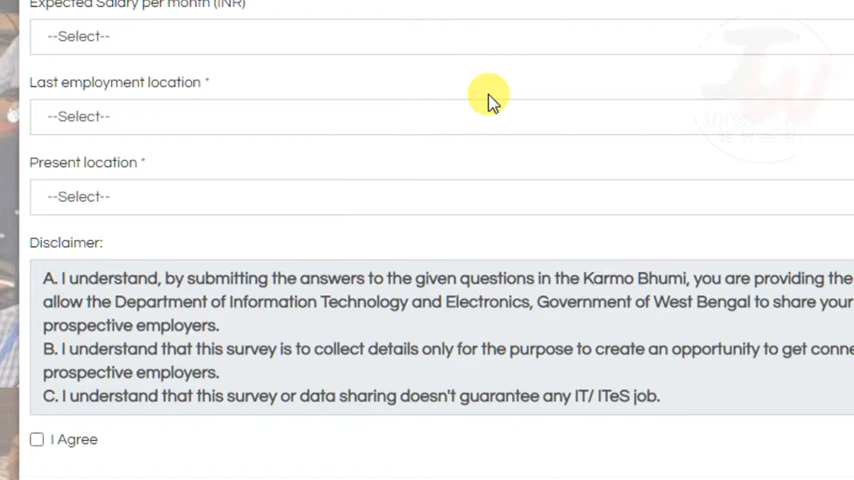 Expected Salary per month (INR)
--Select--
Last employment location *
--Select--
Present location *
--Select--
Disclaimer:
A. I understand, by submitting the answers to the given questions in the Karmo Bhumi, you are providing the
allow the Department of Information Technology and Electronics, Government of West Bengal to share your
prospective employers.
B. I understand that this survey is to collect details only for the purpose to create an opportunity to get conne
prospective employers.
C. I understand that this survey or data sharing doesn't guarantee any IT/ ITeS job.
I Agree